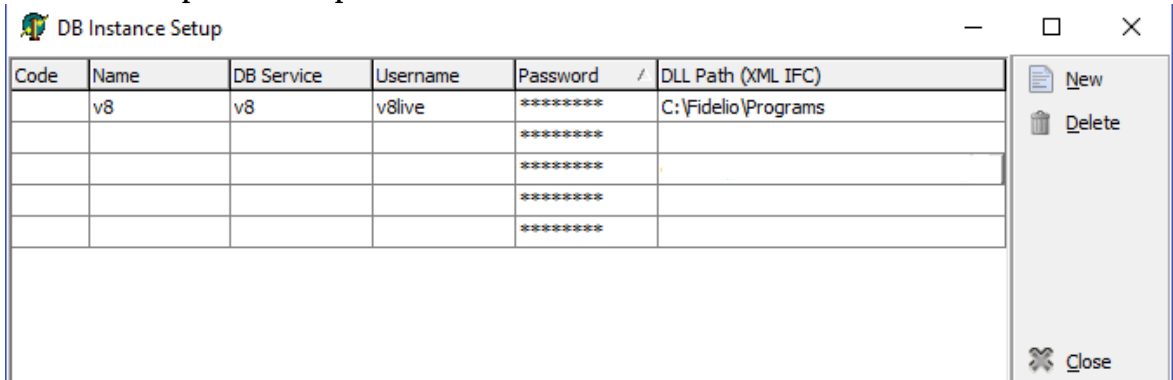 DB Instance Setup
Code Name DB Service Username Password / DLL Path (XML IFC)
v8 v8 v8live ******** C:\Fidelio\Programs
********
********
********
********
New
Delete
Close